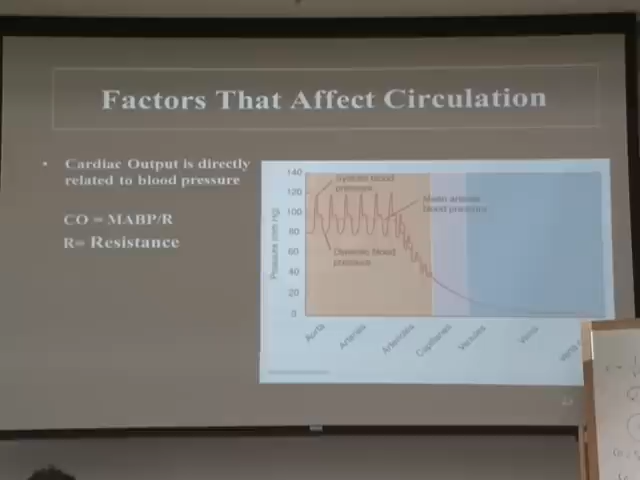 Factors That Affect Circulation
• Cardiac Output is directly
related to blood pressure
CO = MABP/R
R= Resistance
140
120
100
80
60
40
20
0
Pressure (mm Hg)
Systolic blood
pressure
Mean arterial
blood pressure
Diastolic blood
pressure
Aorta
Arteries
Arterioles
Capillaries
Venules
Veins